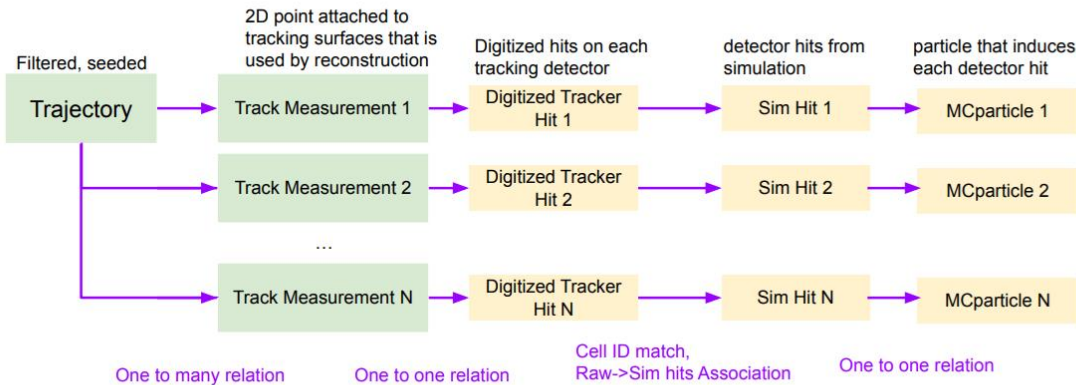 2D point attached to
tracking surfaces that is
used by reconstruction
Digitized hits on each
tracking detector
detector hits from
simulation
particle that induces
each detector hit
Filtered, seeded
Trajectory
Track Measurement 1
Digitized Tracker
Hit 1
Sim Hit 1
MCparticle 1
Track Measurement 2
Digitized Tracker
Hit 2
Sim Hit 2
MCparticle 2
...
Track Measurement N
Digitized Tracker
Hit N
Sim Hit N
MCparticle N
One to many relation
One to one relation
Cell ID match,
Raw->Sim hits Association
One to one relation